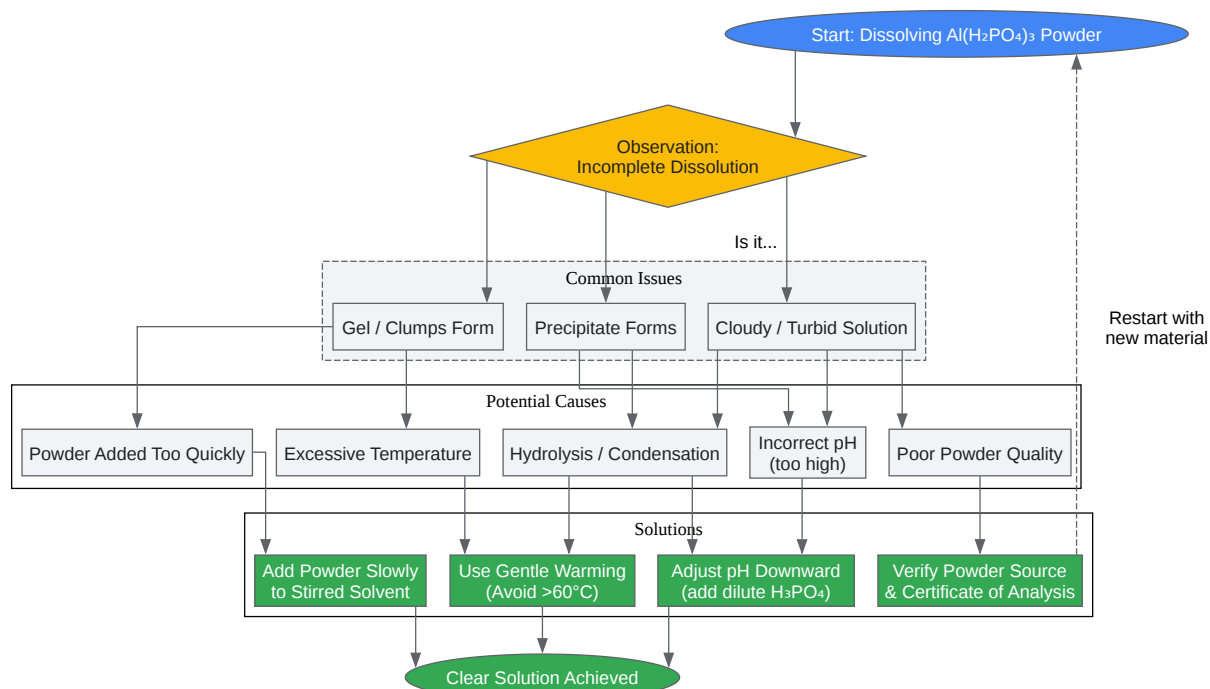 Start: Dissolving Al(H₂PO₄)₃ Powder
Observation:
Incomplete Dissolution
Is it...
Common Issues
Gel / Clumps Form
Precipitate Forms
Cloudy / Turbid Solution
Restart with
new material
Potential Causes
Powder Added Too Quickly
Excessive Temperature
Hydrolysis / Condensation
Incorrect pH
(too high)
Poor Powder Quality
Solutions
Add Powder Slowly
to Stirred Solvent
Use Gentle Warming
(Avoid >60°C)
Adjust pH Downward
(add dilute H₃PO₄)
Verify Powder Source
& Certificate of Analysis
Clear Solution Achieved